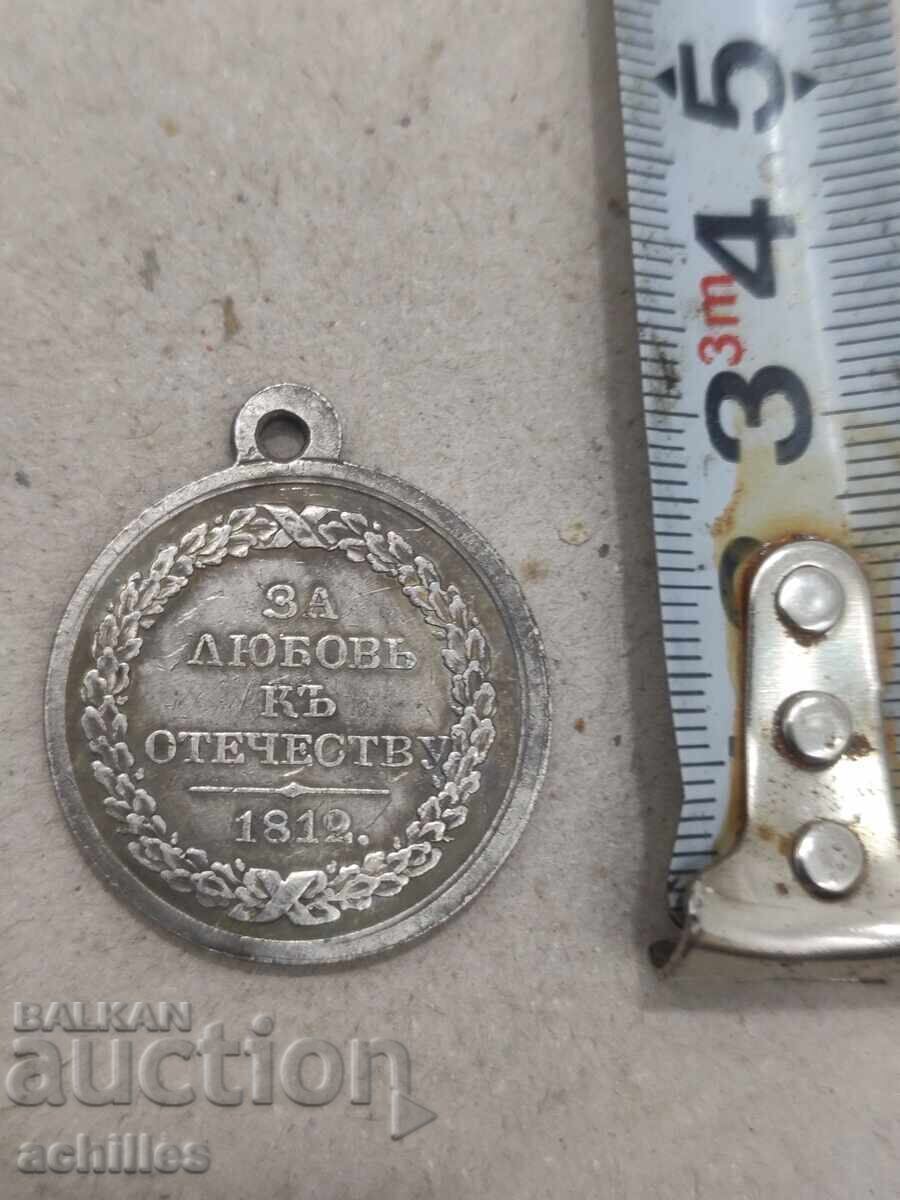 ЗА
ЛЮБОВЬ
КЪ
ОТЕЧЕСТВУ
1812.
5
4
3m
3
BALKAN
auction
achilles